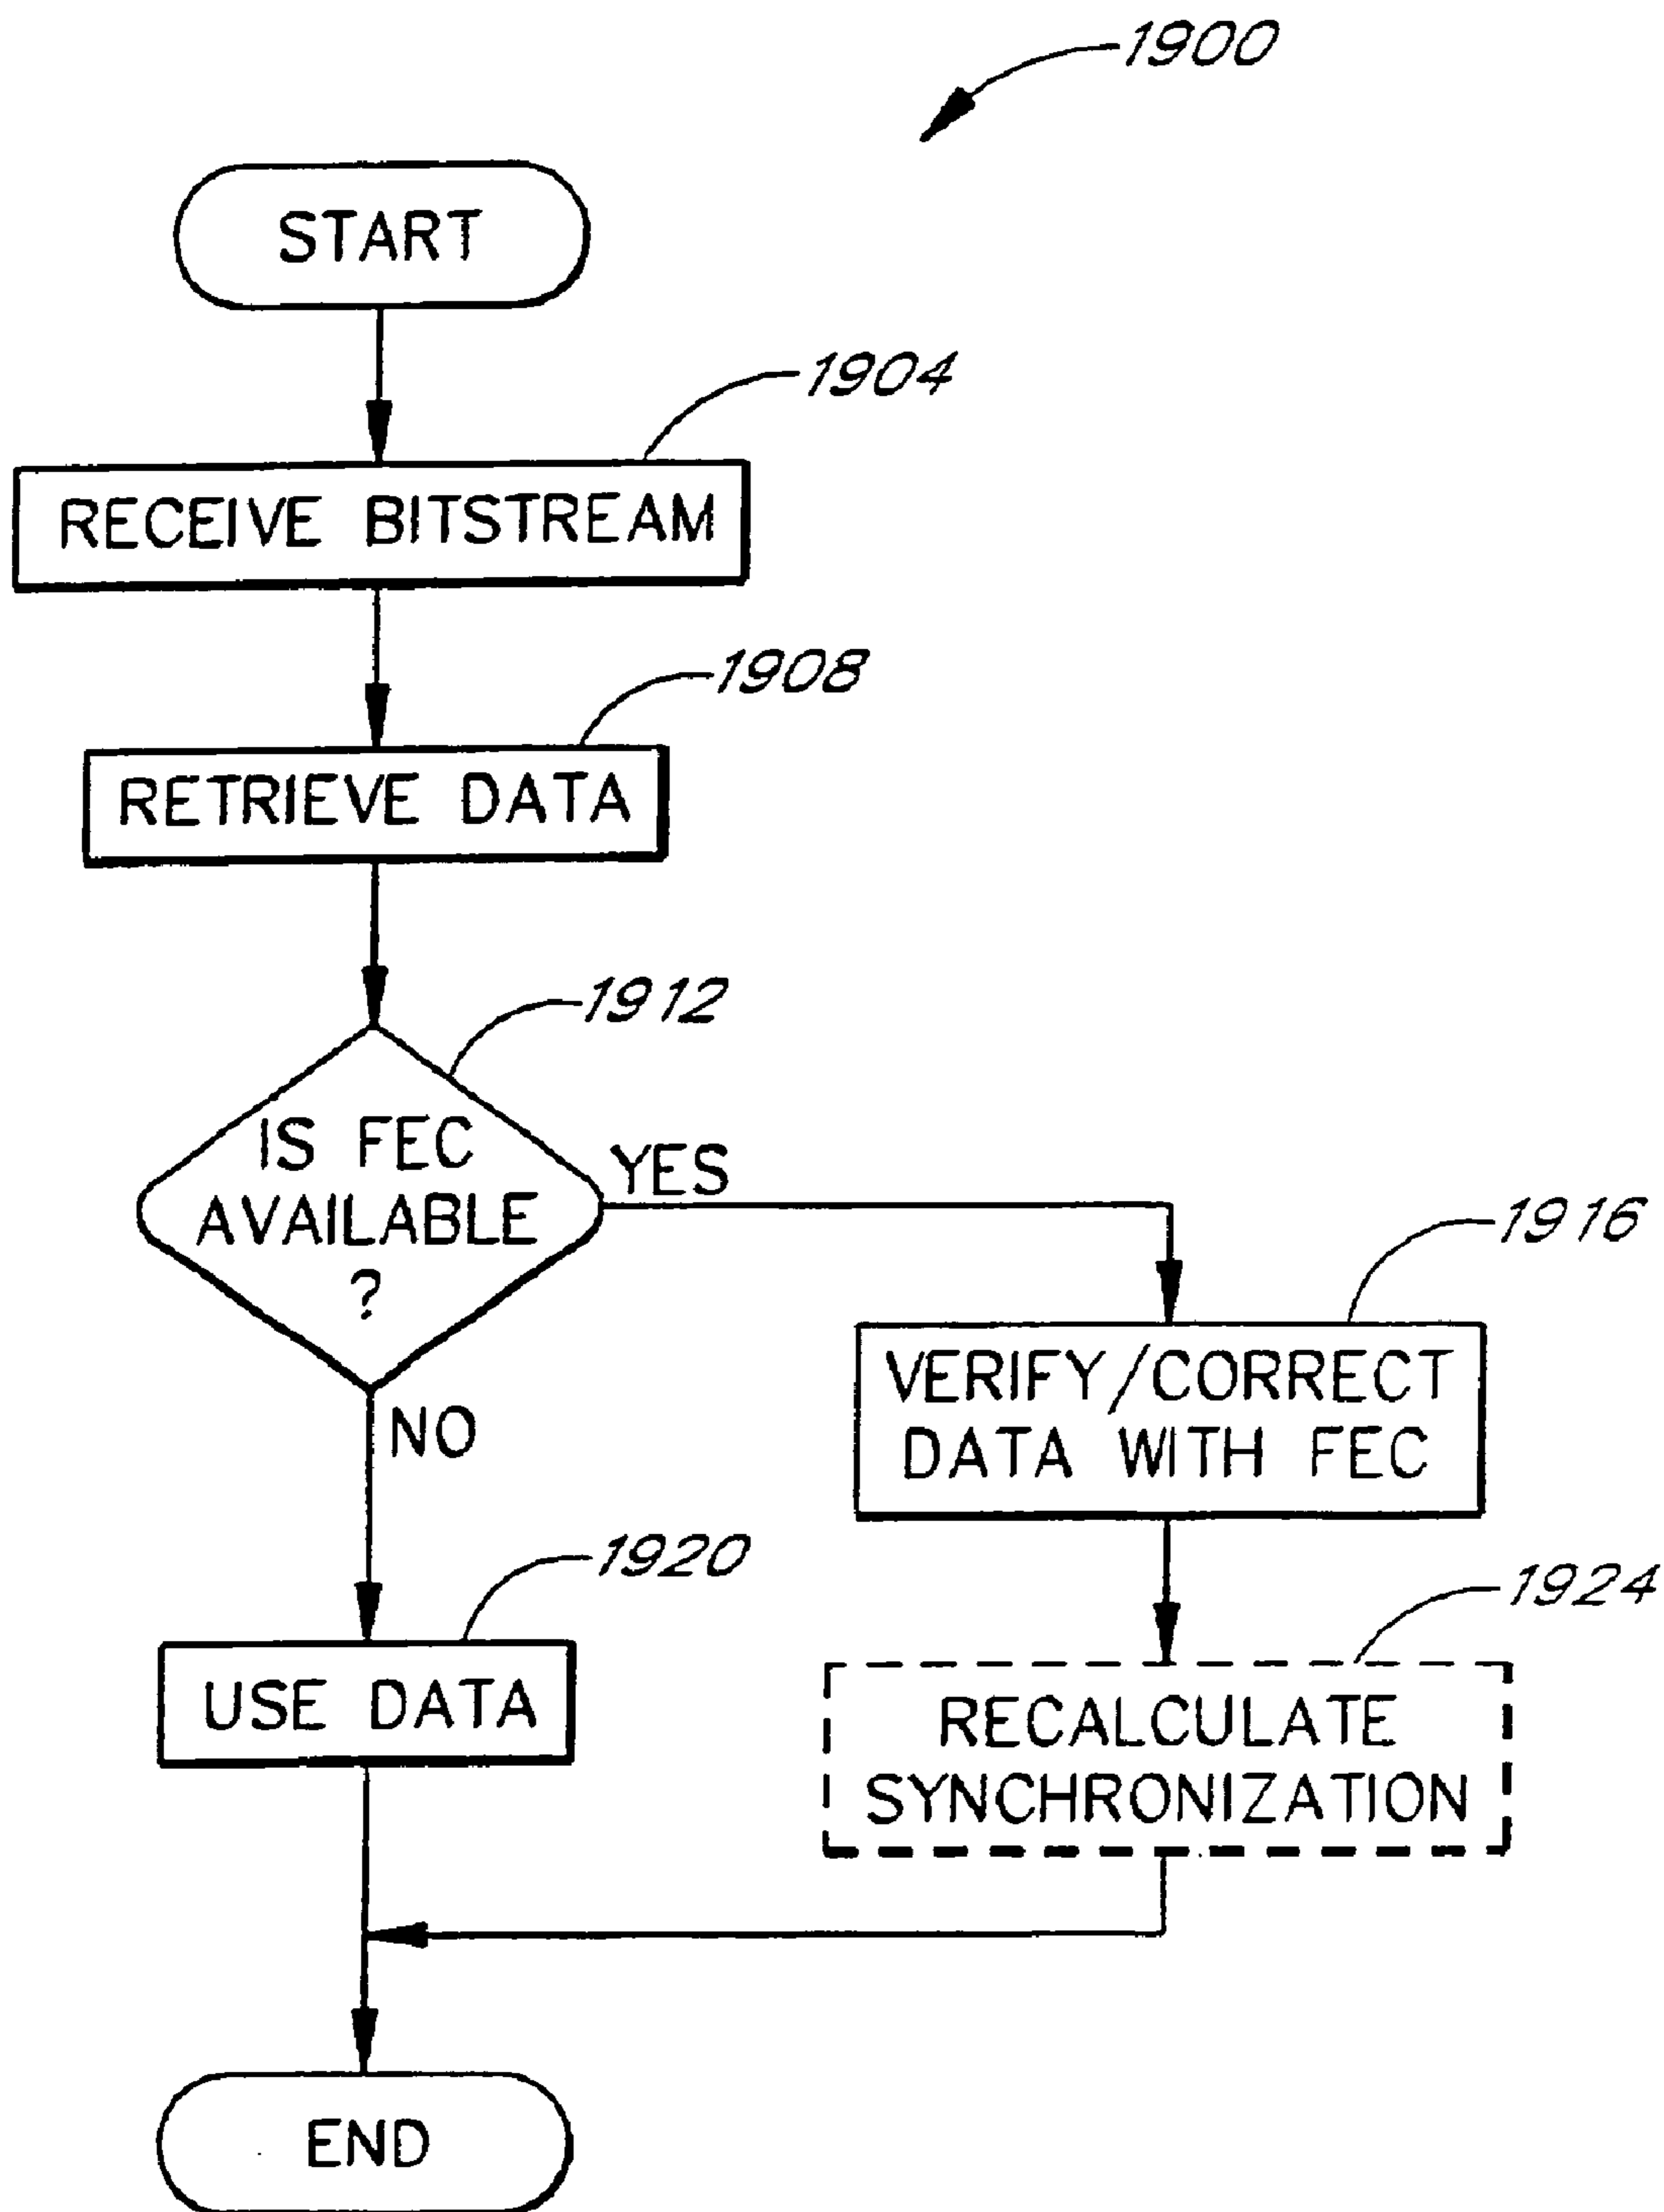 1900
START
1904
RECEIVE BITSTREAM
1908
RETRIEVE DATA
1912
IS FEC
AVAILABLE
?
YES
NO
1916
VERIFY/CORRECT
DATA WITH FEC
1920
USE DATA
1924
RECALCULATE
SYNCHRONIZATION
END